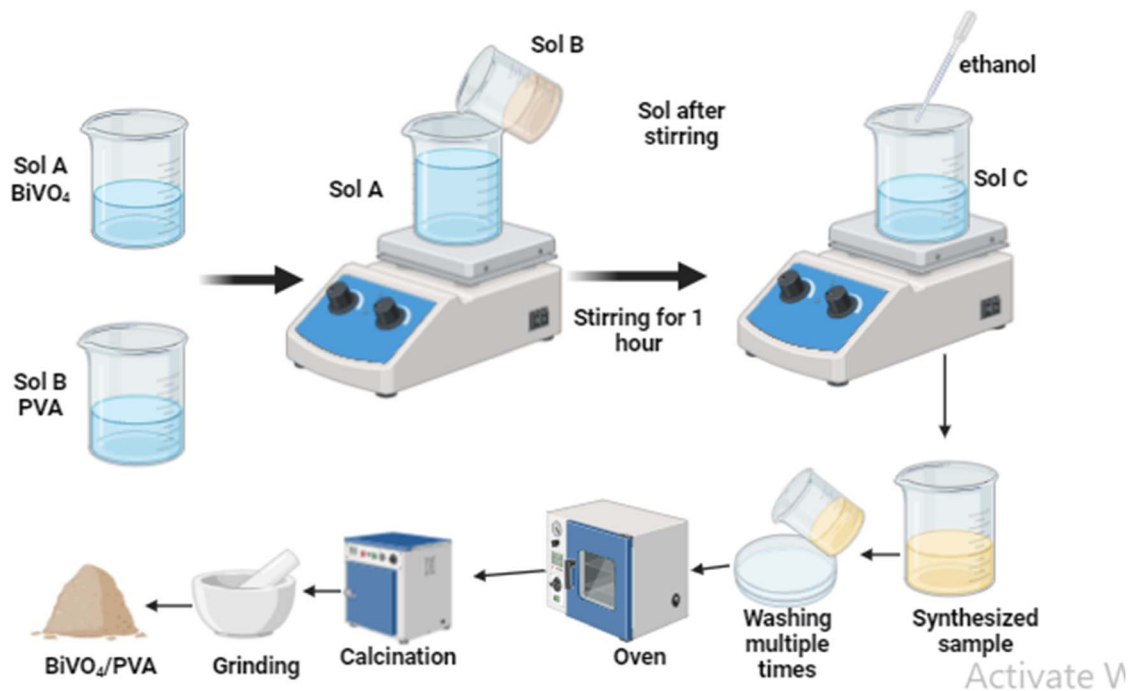 Sol A
BiVO₄
Sol B
PVA
Sol B
Sol A
Stirring for 1
hour
Sol after
stirring
ethanol
Sol C
Synthesized
sample
Washing
multiple
times
Oven
Calcination
Grinding
BiVO₄/PVA
Activate W